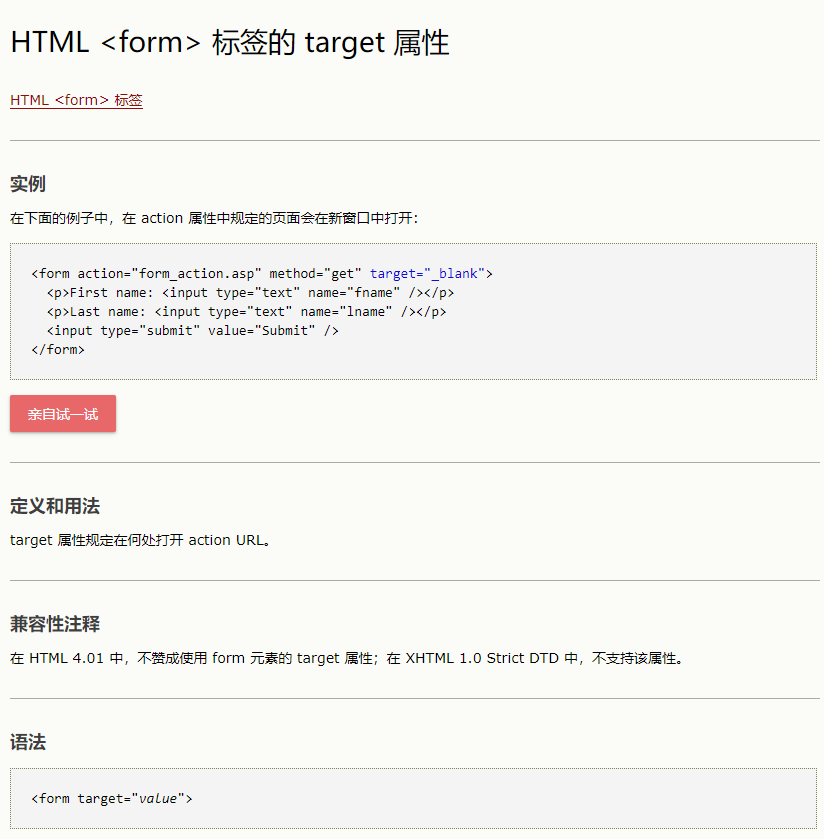 HTML <form> 标签的 target 属性
HTML <form> 标签
实例
在下面的例子中，在 action 属性中规定的页面会在新窗口中打开：
<form action="form_action.asp" method="get" target="_blank">
  <p>First name: <input type="text" name="fname" /></p>
  <p>Last name: <input type="text" name="lname" /></p>
  <input type="submit" value="Submit" />
</form>
亲自试一试
定义和用法
target 属性规定在何处打开 action URL。
兼容性注释
在 HTML 4.01 中，不赞成使用 form 元素的 target 属性；在 XHTML 1.0 Strict DTD 中，不支持该属性。
语法
<form target="value">